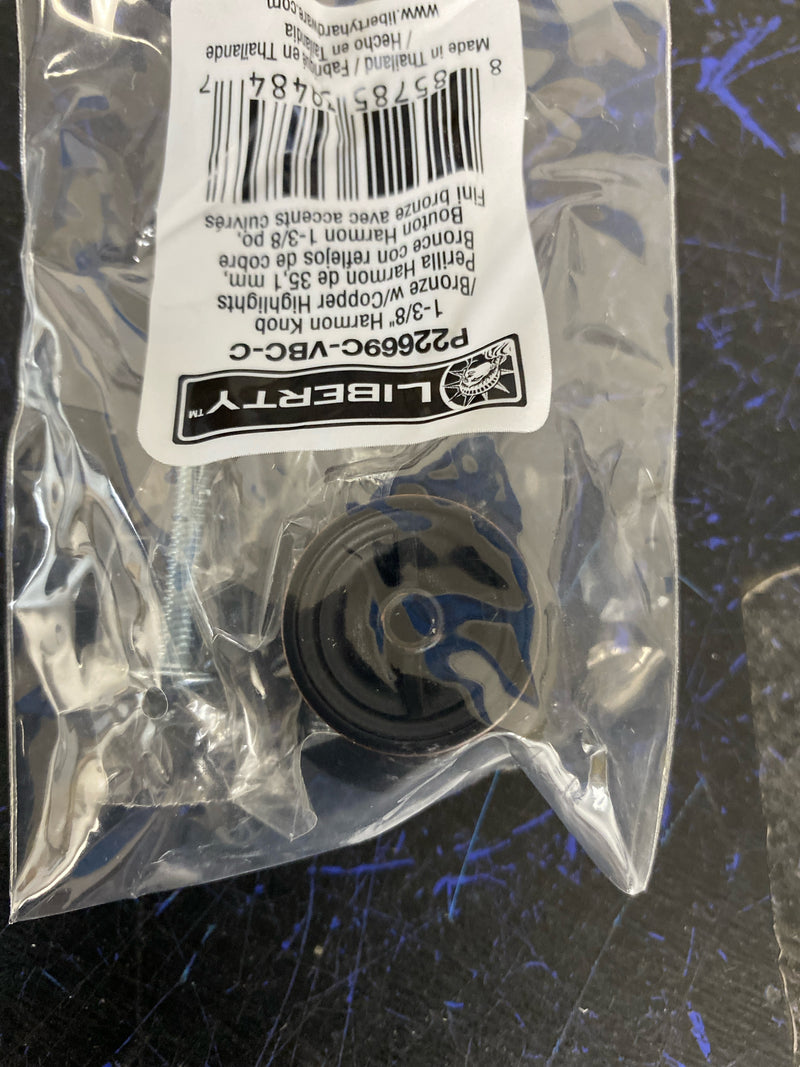 LIBERTY™
P22669C-VBC-C
1-3/8" Harmon Knob
/Bronze w/Copper Highlights
Perilla Harmon de 35,1 mm,
Bronce con reflejos de cobre
Bouton Harmon 1-3/8 po,
Fini bronze avec accents cuivrés
8 85785 59484 7
Made in Thailand / Fabriqué en Thaïlande
/ Hecho en Tailandia
www.libertyhardware.com